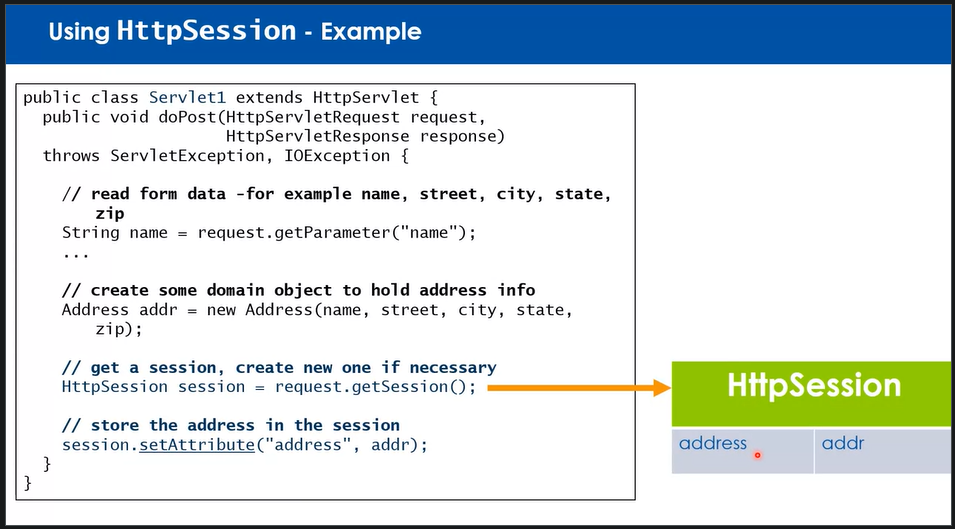 Using HttpSession - Example
public class Servlet1 extends HttpServlet {
public void doPost(HttpServletRequest request,
HttpServletResponse response)
throws ServletException, IOException {
// read form data -for example name, street, city, state,
zip
String name = request.getParameter("name");
...
// create some domain object to hold address info
Address addr = new Address(name, street, city, state,
zip);
// get a session, create new one if necessary
HttpSession session = request.getSession();
// store the address in the session
session.setAttribute("address", addr);
}
}
HttpSession
address addr